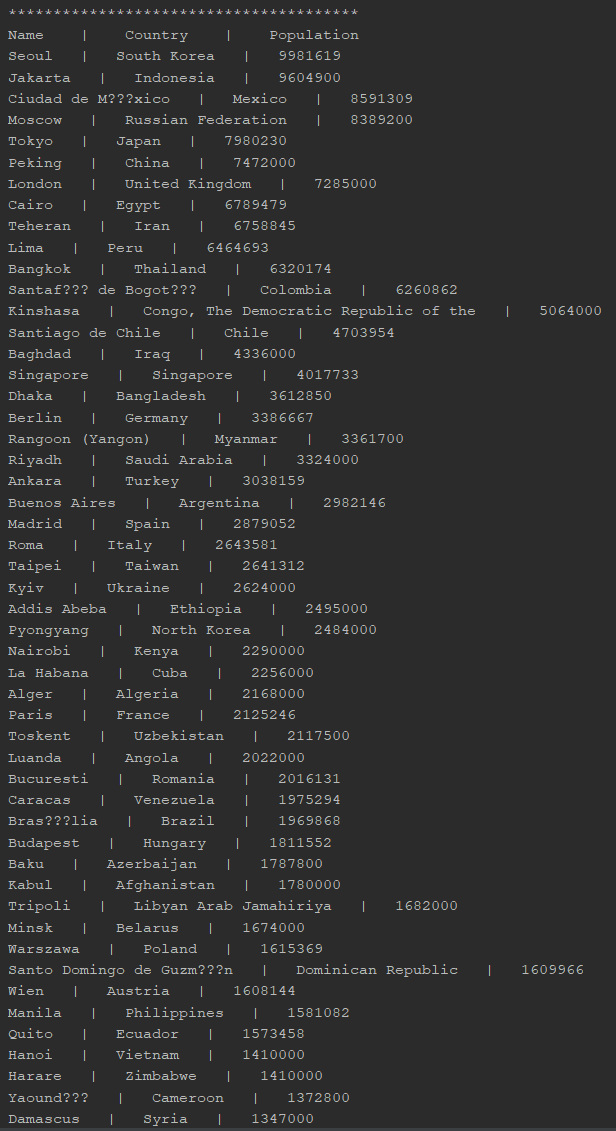 ***************************************
Name | Country | Population
Seoul | South Korea | 9981619
Jakarta | Indonesia | 9604900
Ciudad de M???xico | Mexico | 8591309
Moscow | Russian Federation | 8389200
Tokyo | Japan | 7980230
Peking | China | 7472000
London | United Kingdom | 7285000
Cairo | Egypt | 6789479
Teheran | Iran | 6758845
Lima | Peru | 6464693
Bangkok | Thailand | 6320174
Santaf??? de Bogot??? | Colombia | 6260862
Kinshasa | Congo, The Democratic Republic of the | 5064000
Santiago de Chile | Chile | 4703954
Baghdad | Iraq | 4336000
Singapore | Singapore | 4017733
Dhaka | Bangladesh | 3612850
Berlin | Germany | 3386667
Rangoon (Yangon) | Myanmar | 3361700
Riyadh | Saudi Arabia | 3324000
Ankara | Turkey | 3038159
Buenos Aires | Argentina | 2982146
Madrid | Spain | 2879052
Roma | Italy | 2643581
Taipei | Taiwan | 2641312
Kyiv | Ukraine | 2624000
Addis Abeba | Ethiopia | 2495000
Pyongyang | North Korea | 2484000
Nairobi | Kenya | 2290000
La Habana | Cuba | 2256000
Alger | Algeria | 2168000
Paris | France | 2125246
Toskent | Uzbekistan | 2117500
Luanda | Angola | 2022000
Bucuresti | Romania | 2016131
Caracas | Venezuela | 1975294
Bras???lia | Brazil | 1969868
Budapest | Hungary | 1811552
Baku | Azerbaijan | 1787800
Kabul | Afghanistan | 1780000
Tripoli | Libyan Arab Jamahiriya | 1682000
Minsk | Belarus | 1674000
Warszawa | Poland | 1615369
Santo Domingo de Guzm???n | Dominican Republic | 1609966
Wien | Austria | 1608144
Manila | Philippines | 1581082
Quito | Ecuador | 1573458
Hanoi | Vietnam | 1410000
Harare | Zimbabwe | 1410000
Yaound??? | Cameroon | 1372800
Damascus | Syria | 1347000